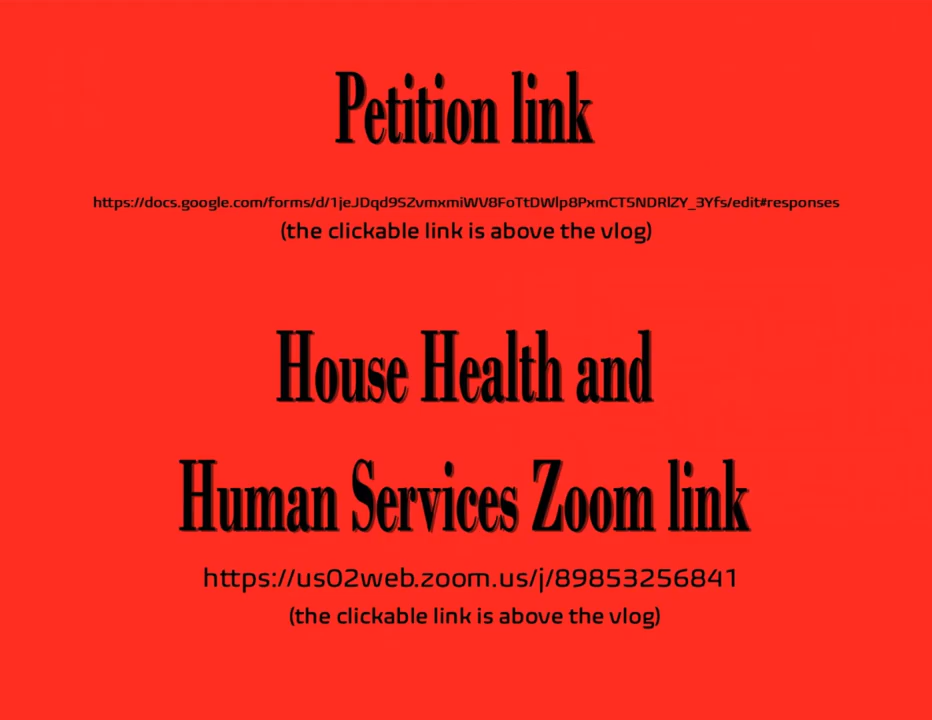 Petition link
https://docs.google.com/forms/d/1jeJDqd9SZvmxmiWV8FoTtDWlp8PxmCTSNDRlZY_3Yfs/edit#responses
(the clickable link is above the vlog)
House Health and
Human Services Zoom link
https://us02web.zoom.us/j/89853256841
(the clickable link is above the vlog)